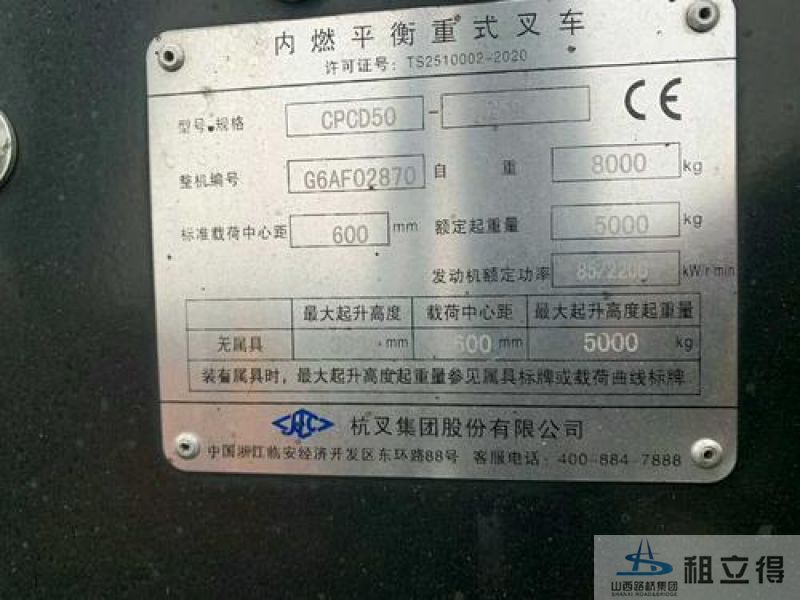 内燃平衡重式叉车
许可证号：TS2510002-2020
型号·规格 CPCD50 - CE
整机编号 G6AF02870 自重 8000 kg
标准载荷中心距 600 mm 额定起重量 5000 kg
发动机额定功率 85/2200 kW/r/min
最大起升高度 载荷中心距 最大起升高度起重量
无属具 mm 600 mm 5000 kg
装有属具时，最大起升高度起重量参见属具标牌或载荷曲线标牌
杭叉集团股份有限公司
中国浙江临安经济开发区东环路88号 客服电话：400-884-7888
山西路桥集团 租立得
SHANXI ROAD&BRIDGE